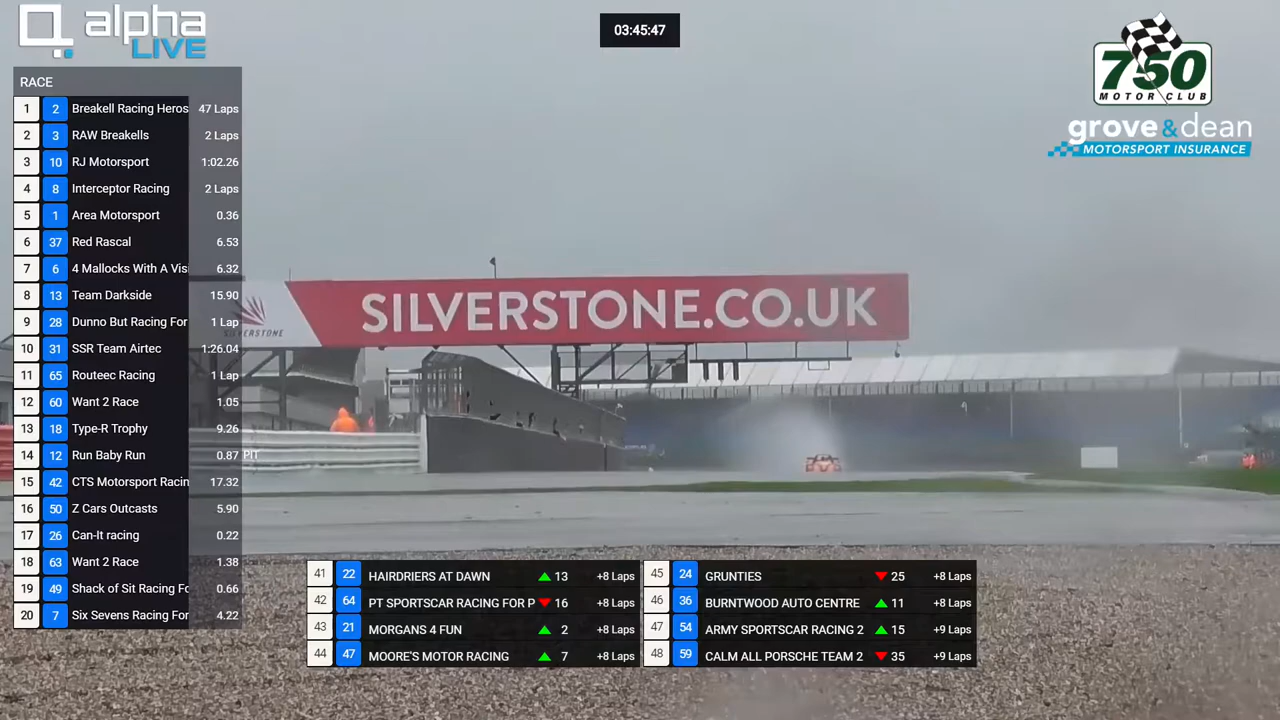 alpha
LIVE
03:45:47
750
MOTOR CLUB
grove&dean
MOTORSPORT INSURANCE
RACE
1 2 Breakell Racing Heros 47 Laps
2 3 RAW Breakells 2 Laps
3 10 RJ Motorsport 1:02.26
4 8 Interceptor Racing 2 Laps
5 1 Area Motorsport 0.36
6 37 Red Rascal 6.53
7 6 4 Mallocks With A Vis 6.32
8 13 Team Darkside 15.90
9 28 Dunno But Racing For 1 Lap
10 31 SSR Team Airtec 1:26.04
11 65 Routeec Racing 1 Lap
12 60 Want 2 Race 1.05
13 18 Type-R Trophy 9.26
14 12 Run Baby Run 0.87 PIT
15 42 CTS Motorsport Racin 17.32
16 50 Z Cars Outcasts 5.90
17 26 Can-It racing 0.22
18 63 Want 2 Race 1.38
19 49 Shack of Sit Racing Fo 0.66
20 7 Six Sevens Racing For 4.22
SILVERSTONE
SILVERSTONE.CO.UK
41 22 HAIRDRIERS AT DAWN 13 +8 Laps
42 64 PT SPORTSCAR RACING FOR P 16 +8 Laps
43 21 MORGANS 4 FUN 2 +8 Laps
44 47 MOORE'S MOTOR RACING 7 +8 Laps
45 24 GRUNTIES 25 +8 Laps
46 36 BURNTWOOD AUTO CENTRE 11 +8 Laps
47 54 ARMY SPORTSCAR RACING 2 15 +9 Laps
48 59 CALM ALL PORSCHE TEAM 2 35 +9 Laps